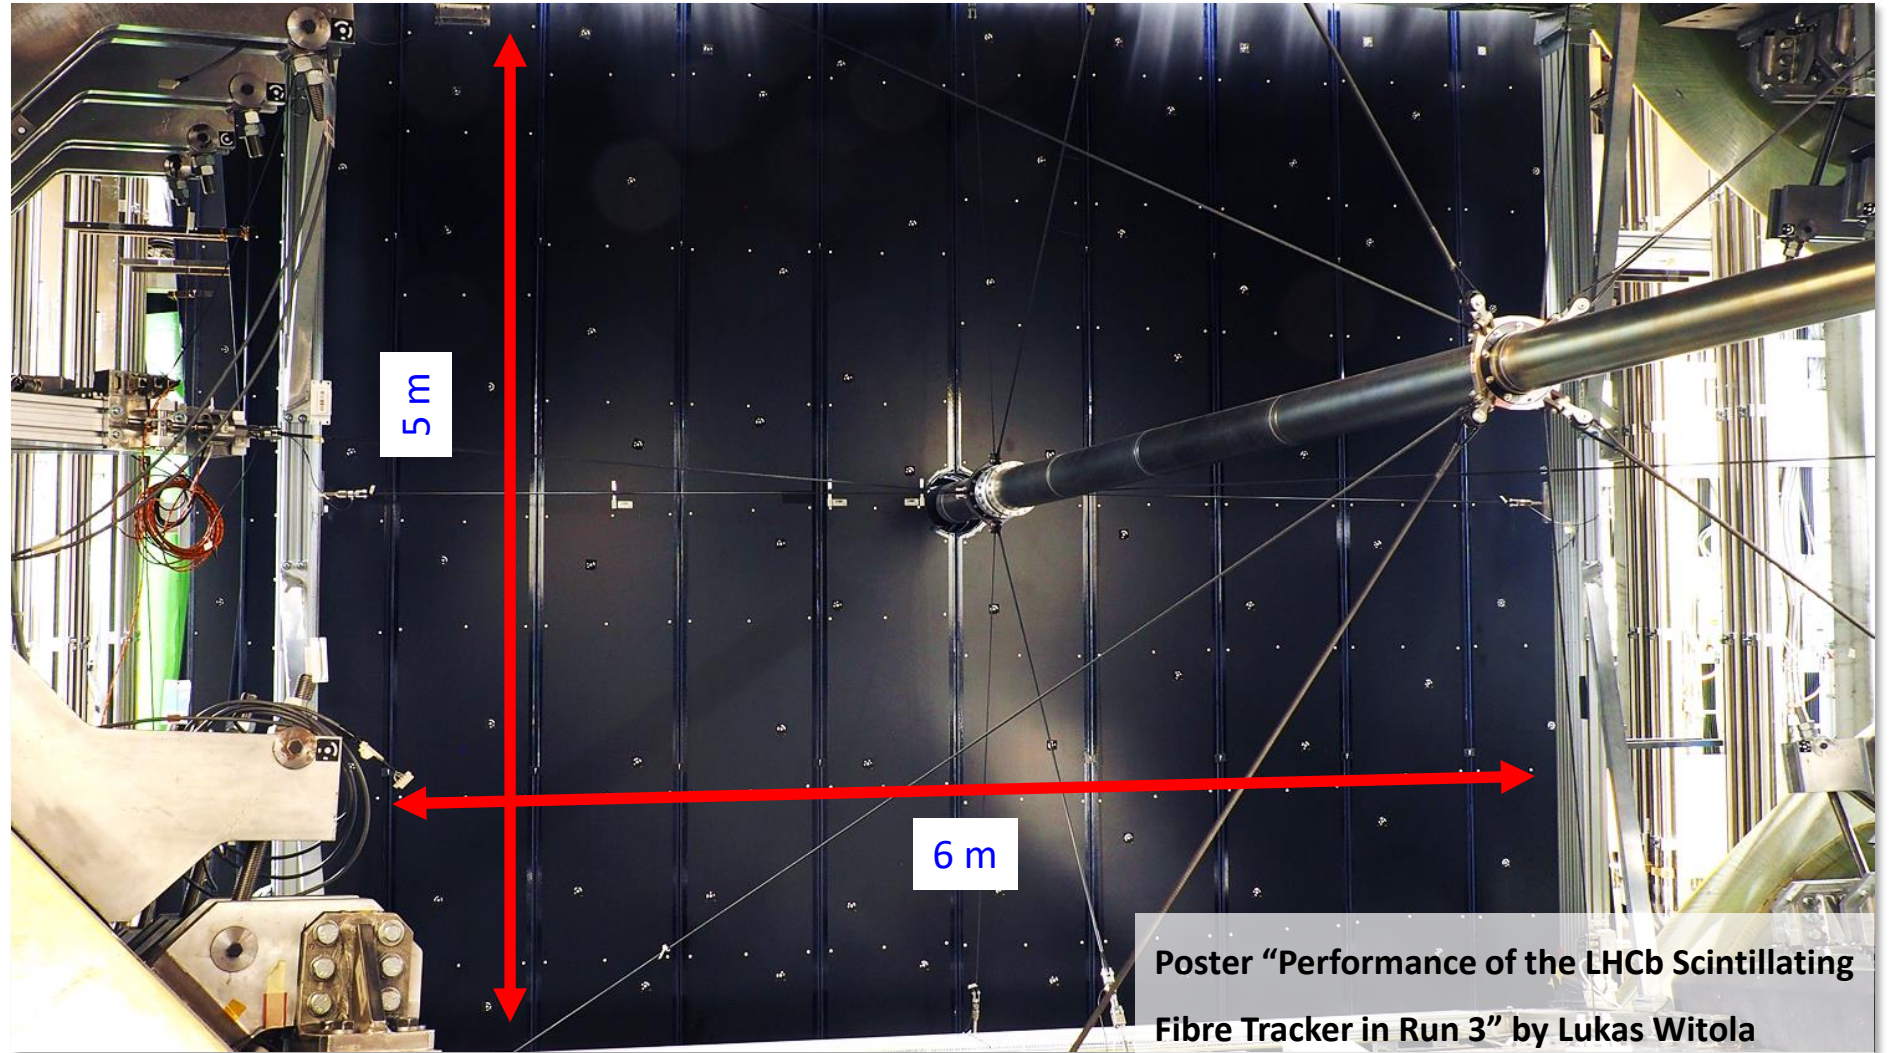 5 m
6 m
Poster “Performance of the LHCb Scintillating
Fibre Tracker in Run 3” by Lukas Witola